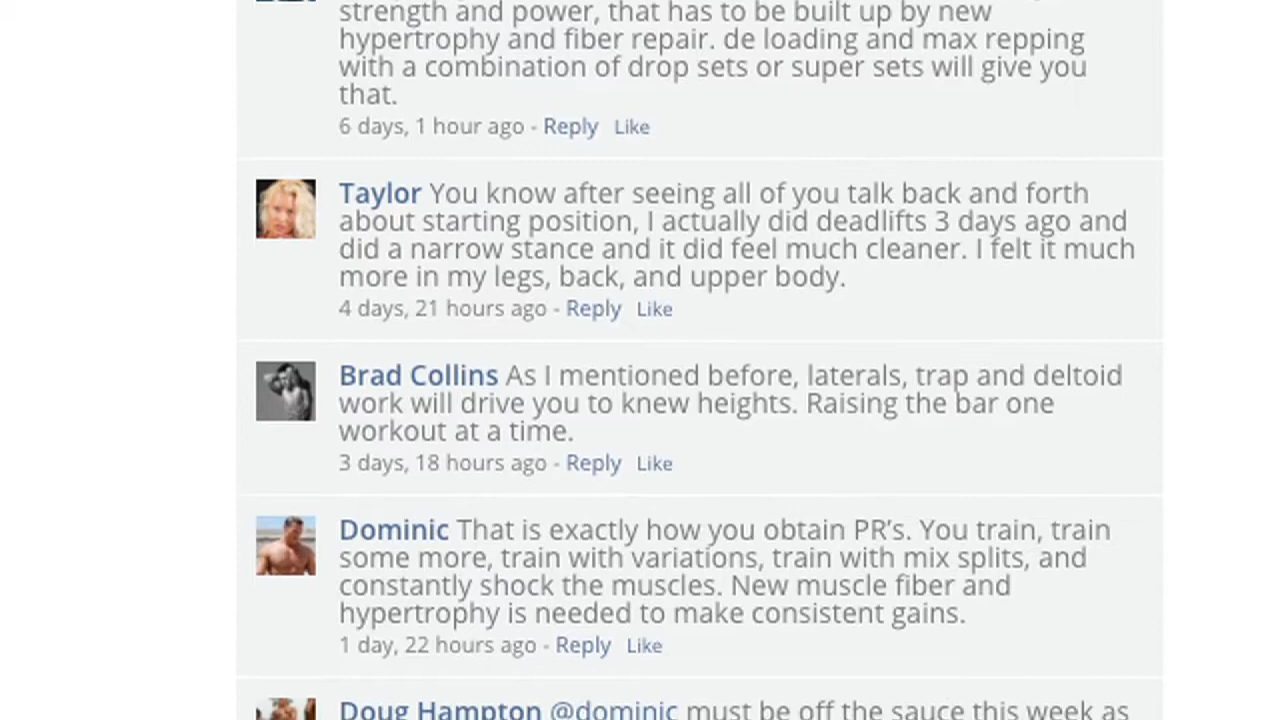 strength and power, that has to be built up by new
hypertrophy and fiber repair. de loading and max repping
with a combination of drop sets or super sets will give you
that.
6 days, 1 hour ago - Reply Like
Taylor You know after seeing all of you talk back and forth
about starting position, I actually did deadlifts 3 days ago and
did a narrow stance and it did feel much cleaner. I felt it much
more in my legs, back, and upper body.
4 days, 21 hours ago - Reply Like
Brad Collins As I mentioned before, laterals, trap and deltoid
work will drive you to knew heights. Raising the bar one
workout at a time.
3 days, 18 hours ago - Reply Like
Dominic That is exactly how you obtain PR’s. You train, train
some more, train with variations, train with mix splits, and
constantly shock the muscles. New muscle fiber and
hypertrophy is needed to make consistent gains.
1 day, 22 hours ago - Reply Like
Doug Hampton @dominic must be off the sauce this week as